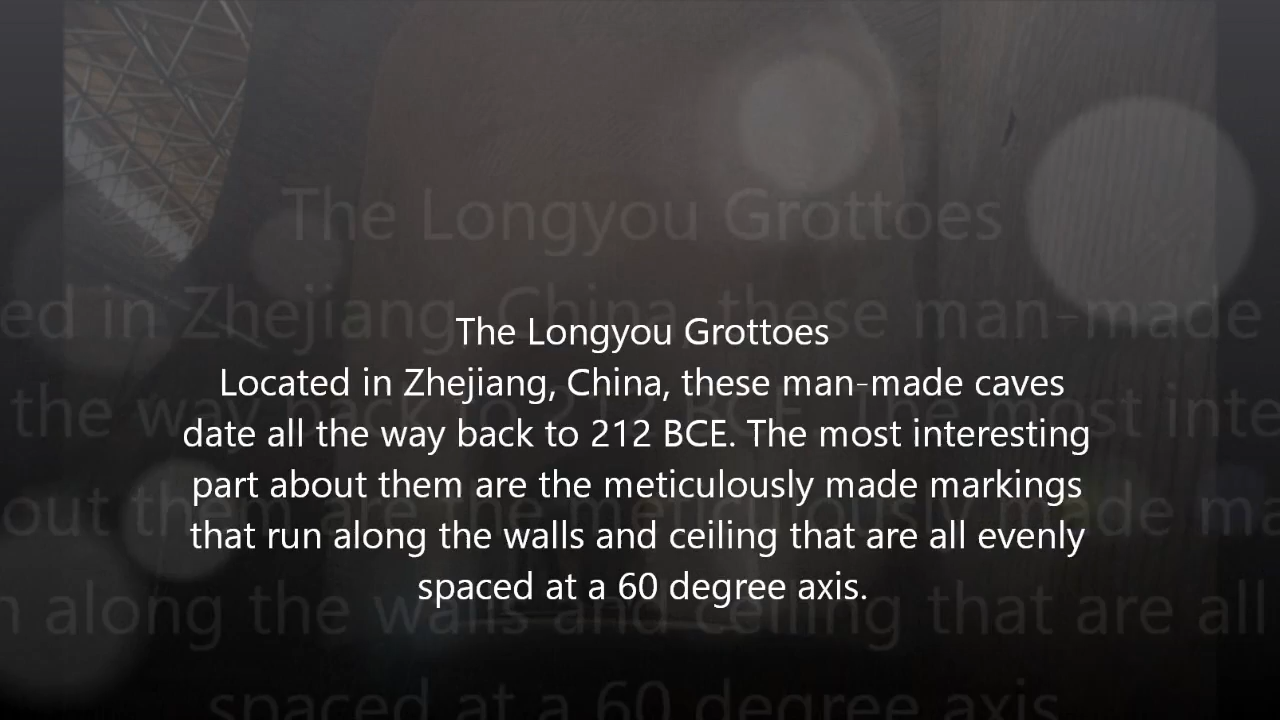 The Longyou Grottoes
Located in Zhejiang, China, these man-made caves
date all the way back to 212 BCE. The most interesting
part about them are the meticulously made markings
that run along the walls and ceiling that are all evenly
spaced at a 60 degree axis.